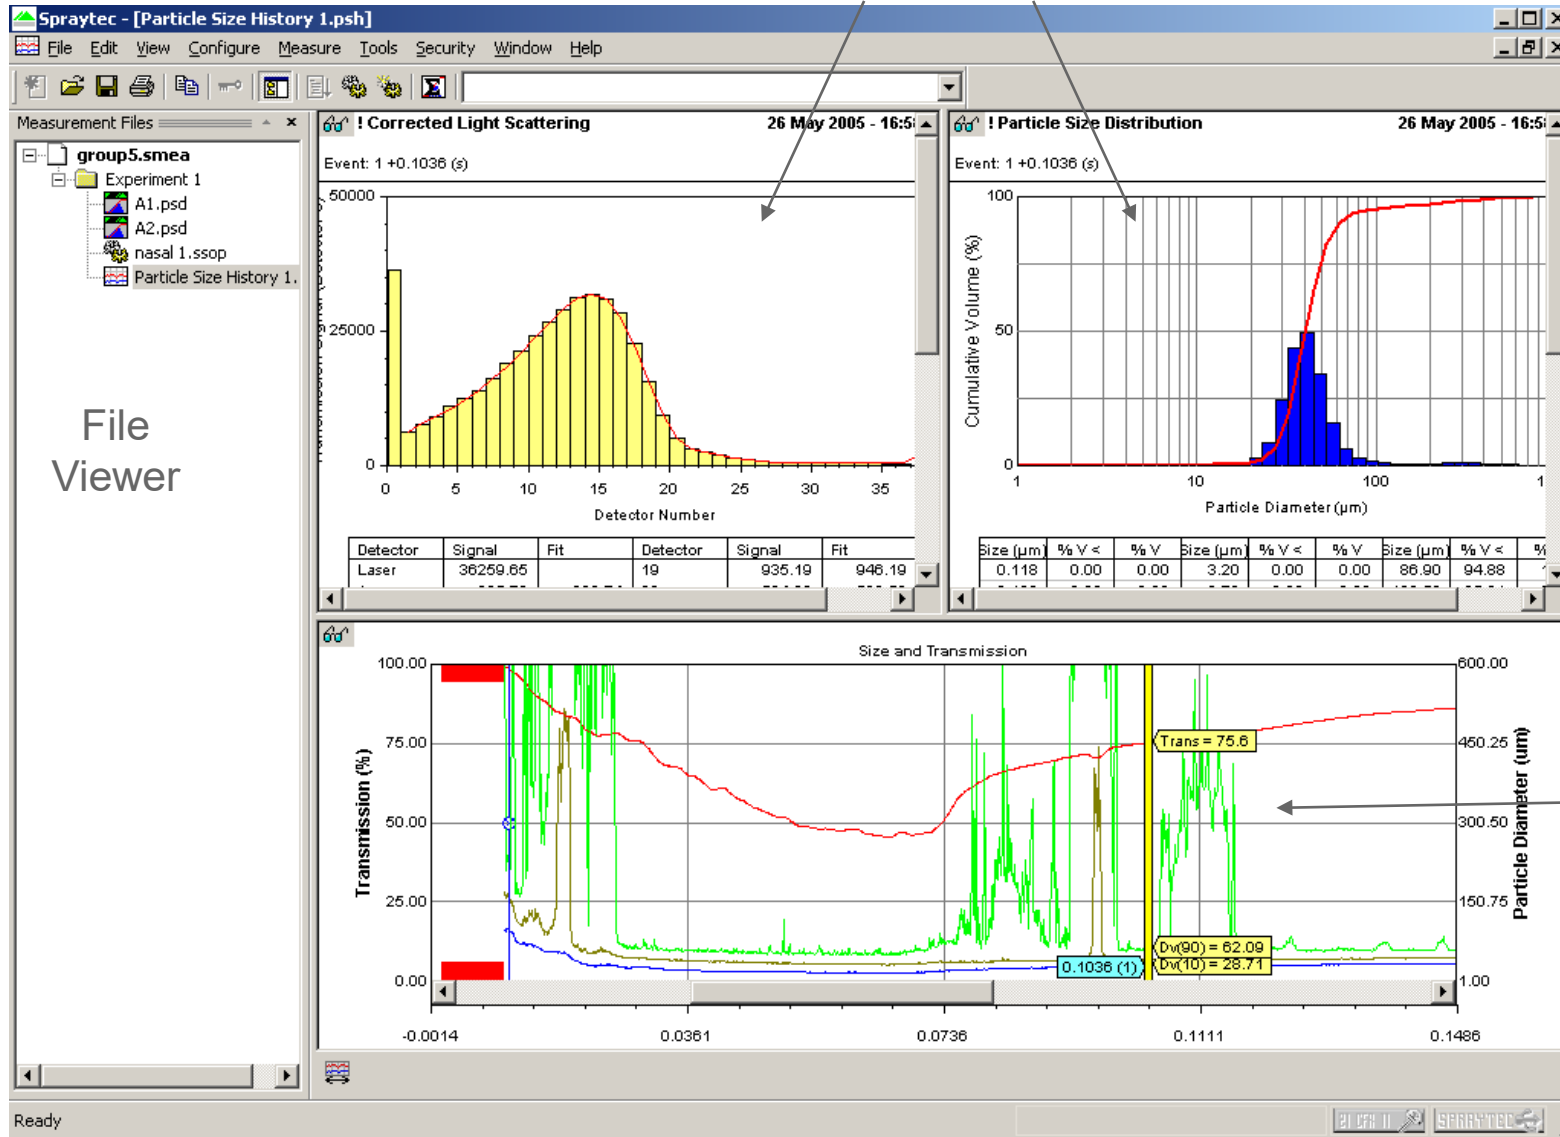 Spraytec - [Particle Size History 1.psh]
File Edit View Configure Measure Tools Security Window Help
Measurement Files
group5.smea
Experiment 1
A1.psd
A2.psd
nasal 1.ssop
Particle Size History 1.
File
Viewer
! Corrected Light Scattering 26 May 2005 - 16:5
Event: 1 +0.1036 (s)
50000
25000
0
0 5 10 15 20 25 30 35
Detector Number
Detector Signal Fit Detector Signal Fit
Laser 36259.65 19 935.19 946.19
! Particle Size Distribution 26 May 2005 - 16:5
Event: 1 +0.1036 (s)
Cumulative Volume (%)
100
50
0
1 10 100 1
Particle Diameter (µm)
Size (µm) % V < % V Size (µm) % V < % V Size (µm) % V < %
0.118 0.00 0.00 3.20 0.00 0.00 86.90 94.88
Size and Transmission
Transmission (%)
100.00
75.00
50.00
25.00
0.00
Trans = 75.6
Dv(90) = 62.09
Dv(10) = 28.71
0.1036 (1)
600.00
450.25
300.50
150.75
1.00
Particle Diameter (um)
-0.0014 0.0361 0.0736 0.1111 0.1486
Ready
21 CFR 11 SPRAYTEC